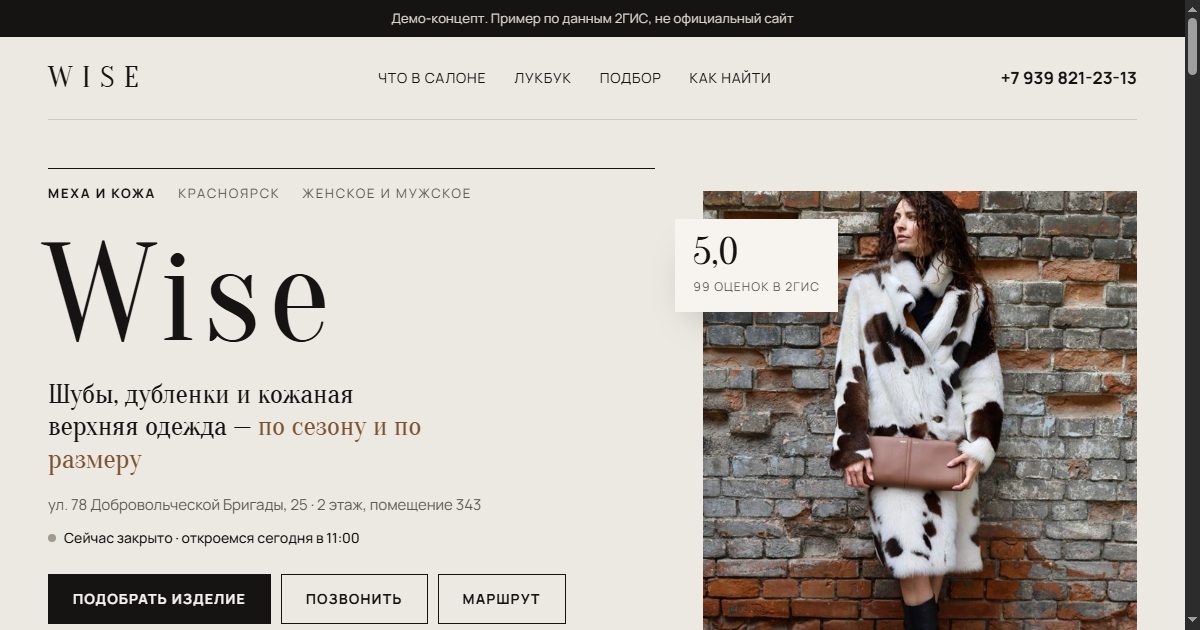 Демо-концепт. Пример по данным 2ГИС, не официальный сайт
WISE
ЧТО В САЛОНЕ
ЛУКБУК
ПОДБОР
КАК НАЙТИ
+7 939 821-23-13
МЕХА И КОЖА
КРАСНОЯРСК
ЖЕНСКОЕ И МУЖСКОЕ
Wise
5,0
99 ОЦЕНОК В 2ГИС
Шубы, дубленки и кожаная
верхняя одежда — по сезону и по
размеру
ул. 78 Добровольческой Бригады, 25 · 2 этаж, помещение 343
Сейчас закрыто · откроемся сегодня в 11:00
ПОДОБРАТЬ ИЗДЕЛИЕ
ПОЗВОНИТЬ
МАРШРУТ